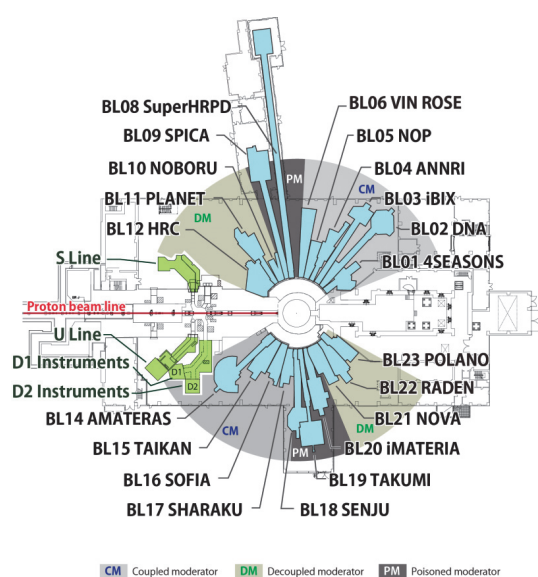 BL08 SuperHRPD
BL06 VIN ROSE
BL09 SPICA
BL05 NOP
BL10 NOBORU
PM
BL04 ANNRI
CM
BL11 PLANET
BL03 iBIX
DM
BL12 HRC
BL02 DNA
S Line
BL01 4SEASONS
Proton beam line
U Line
D1 Instruments
D1
BL23 POLANO
D2 Instruments
D2
BL22 RADEN
BL14 AMATERAS
BL21 NOVA
CM
DM
BL15 TAIKAN
BL20 iMATERIA
PM
BL16 SOFIA
BL19 TAKUMI
BL17 SHARAKU
BL18 SENJU
CM Coupled moderator
DM Decoupled moderator
PM Poisoned moderator